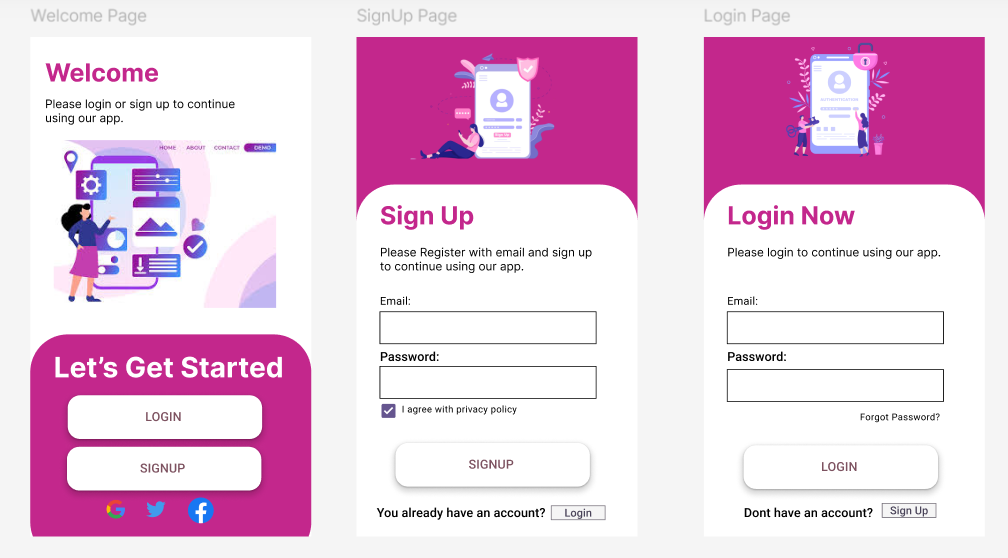 Welcome Page
Welcome
Please login or sign up to continue
using our app.
HOME ABOUT CONTACT DENO
Let's Get Started
LOGIN
SIGNUP
SignUp Page
Sign Up
Please Register with email and sign up
to continue using our app.
Email:
Password:
I agree with privacy policy
SIGNUP
You already have an account? Login
Login Page
AUTHENTICATION
Login Now
Please login to continue using our app.
Email:
Password:
Forgot Password?
LOGIN
Dont have an account? Sign Up